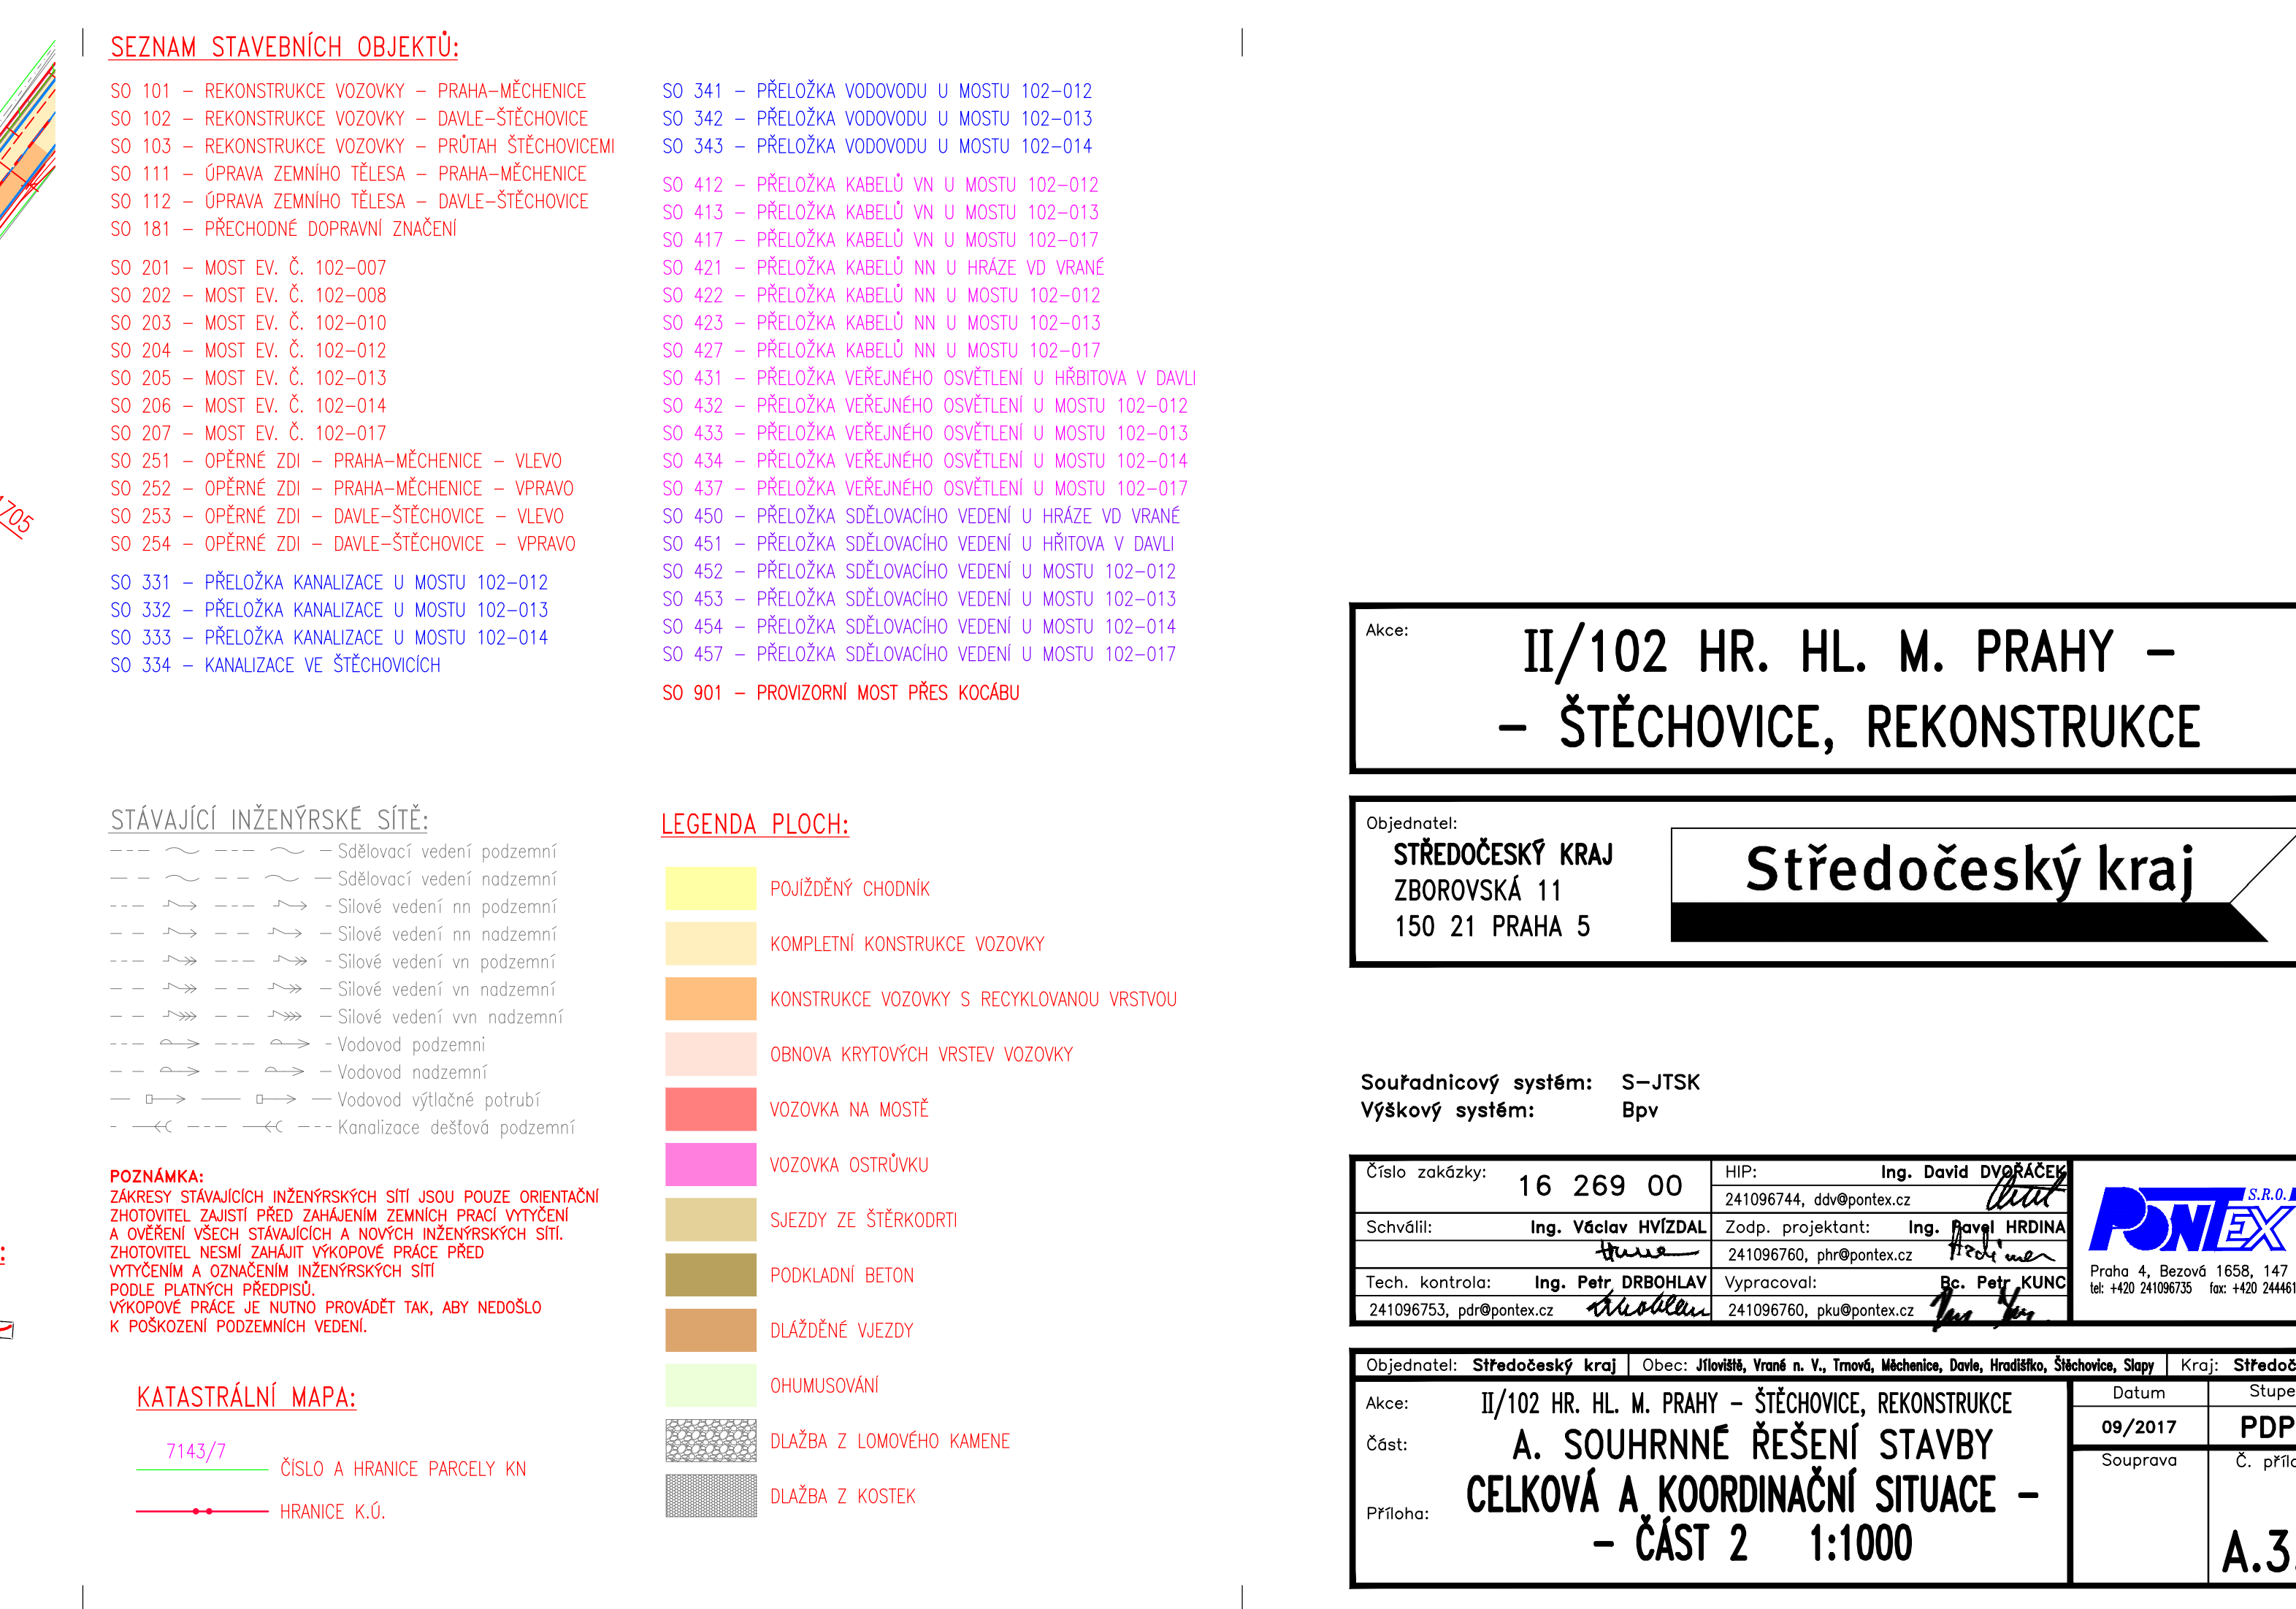 SEZNAM STAVEBNÍCH OBJEKTŮ:
SO 101 – REKONSTRUKCE VOZOVKY – PRAHA–MĚCHENICE
SO 102 – REKONSTRUKCE VOZOVKY – DAVLE–ŠTĚCHOVICE
SO 103 – REKONSTRUKCE VOZOVKY – PRŮTAH ŠTĚCHOVICEMI
SO 111 – ÚPRAVA ZEMNÍHO TĚLESA – PRAHA–MĚCHENICE
SO 112 – ÚPRAVA ZEMNÍHO TĚLESA – DAVLE–ŠTĚCHOVICE
SO 181 – PŘECHODNÉ DOPRAVNÍ ZNAČENÍ
SO 201 – MOST EV. Č. 102–007
SO 202 – MOST EV. Č. 102–008
SO 203 – MOST EV. Č. 102–010
SO 204 – MOST EV. Č. 102–012
SO 205 – MOST EV. Č. 102–013
SO 206 – MOST EV. Č. 102–014
SO 207 – MOST EV. Č. 102–017
SO 251 – OPĚRNÉ ZDI – PRAHA–MĚCHENICE – VLEVO
SO 252 – OPĚRNÉ ZDI – PRAHA–MĚCHENICE – VPRAVO
SO 253 – OPĚRNÉ ZDI – DAVLE–ŠTĚCHOVICE – VLEVO
SO 254 – OPĚRNÉ ZDI – DAVLE–ŠTĚCHOVICE – VPRAVO
SO 331 – PŘELOŽKA KANALIZACE U MOSTU 102–012
SO 332 – PŘELOŽKA KANALIZACE U MOSTU 102–013
SO 333 – PŘELOŽKA KANALIZACE U MOSTU 102–014
SO 334 – KANALIZACE VE ŠTĚCHOVICÍCH
SO 341 – PŘELOŽKA VODOVODU U MOSTU 102–012
SO 342 – PŘELOŽKA VODOVODU U MOSTU 102–013
SO 343 – PŘELOŽKA VODOVODU U MOSTU 102–014
SO 412 – PŘELOŽKA KABELŮ VN U MOSTU 102–012
SO 413 – PŘELOŽKA KABELŮ VN U MOSTU 102–013
SO 417 – PŘELOŽKA KABELŮ VN U MOSTU 102–017
SO 421 – PŘELOŽKA KABELŮ NN U HRÁZE VD VRANÉ
SO 422 – PŘELOŽKA KABELŮ NN U MOSTU 102–012
SO 423 – PŘELOŽKA KABELŮ NN U MOSTU 102–013
SO 427 – PŘELOŽKA KABELŮ NN U MOSTU 102–017
SO 431 – PŘELOŽKA VEŘEJNÉHO OSVĚTLENÍ U HŘBITOVA V DAVLI
SO 432 – PŘELOŽKA VEŘEJNÉHO OSVĚTLENÍ U MOSTU 102–012
SO 433 – PŘELOŽKA VEŘEJNÉHO OSVĚTLENÍ U MOSTU 102–013
SO 434 – PŘELOŽKA VEŘEJNÉHO OSVĚTLENÍ U MOSTU 102–014
SO 437 – PŘELOŽKA VEŘEJNÉHO OSVĚTLENÍ U MOSTU 102–017
SO 450 – PŘELOŽKA SDĚLOVACÍHO VEDENÍ U HRÁZE VD VRANÉ
SO 451 – PŘELOŽKA SDĚLOVACÍHO VEDENÍ U HŘITOVA V DAVLI
SO 452 – PŘELOŽKA SDĚLOVACÍHO VEDENÍ U MOSTU 102–012
SO 453 – PŘELOŽKA SDĚLOVACÍHO VEDENÍ U MOSTU 102–013
SO 454 – PŘELOŽKA SDĚLOVACÍHO VEDENÍ U MOSTU 102–014
SO 457 – PŘELOŽKA SDĚLOVACÍHO VEDENÍ U MOSTU 102–017
SO 901 – PROVIZORNÍ MOST PŘES KOCÁBU
STÁVAJÍCÍ INŽENÝRSKÉ SÍTĚ:
Sdělovací vedení podzemní
Sdělovací vedení nadzemní
Silové vedení nn podzemní
Silové vedení nn nadzemní
Silové vedení vn podzemní
Silové vedení vn nadzemní
Silové vedení vvn nadzemní
Vodovod podzemni
Vodovod nadzemní
Vodovod výtlačné potrubí
Kanalizace dešťová podzemní
POZNÁMKA:
ZÁKRESY STÁVAJÍCÍCH INŽENÝRSKÝCH SÍTÍ JSOU POUZE ORIENTAČNÍ
ZHOTOVITEL ZAJISTÍ PŘED ZAHÁJENÍM ZEMNÍCH PRACÍ VYTYČENÍ
A OVĚŘENÍ VŠECH STÁVAJÍCÍCH A NOVÝCH INŽENÝRSKÝCH SÍTÍ.
ZHOTOVITEL NESMÍ ZAHÁJIT VÝKOPOVÉ PRÁCE PŘED
VYTYČENÍM A OZNAČENÍM INŽENÝRSKÝCH SÍTÍ
PODLE PLATNÝCH PŘEDPISŮ.
VÝKOPOVÉ PRÁCE JE NUTNO PROVÁDĚT TAK, ABY NEDOŠLO
K POŠKOZENÍ PODZEMNÍCH VEDENÍ.
KATASTRÁLNÍ MAPA:
7143/7
ČÍSLO A HRANICE PARCELY KN
HRANICE K.Ú.
LEGENDA PLOCH:
POJÍŽDĚNÝ CHODNÍK
KOMPLETNÍ KONSTRUKCE VOZOVKY
KONSTRUKCE VOZOVKY S RECYKLOVANOU VRSTVOU
OBNOVA KRYTOVÝCH VRSTEV VOZOVKY
VOZOVKA NA MOSTĚ
VOZOVKA OSTRŮVKU
SJEZDY ZE ŠTĚRKODRTI
PODKLADNÍ BETON
DLÁŽDĚNÉ VJEZDY
OHUMUSOVÁNÍ
DLAŽBA Z LOMOVÉHO KAMENE
DLAŽBA Z KOSTEK
Akce:
II/102 HR. HL. M. PRAHY –
– ŠTĚCHOVICE, REKONSTRUKCE
Objednatel:
STŘEDOČESKÝ KRAJ
ZBOROVSKÁ 11
150 21 PRAHA 5
Středočeský kraj
Souřadnicový systém: S–JTSK
Výškový systém: Bpv
Číslo zakázky: 16 269 00
HIP: Ing. David DVOŘÁČEK
241096744, ddv@pontex.cz
Schválil: Ing. Václav HVÍZDAL
Zodp. projektant: Ing. Pavel HRDINA
241096760, phr@pontex.cz
Tech. kontrola: Ing. Petr DRBOHLAV
Vypracoval: Bc. Petr KUNC
241096753, pdr@pontex.cz
241096760, pku@pontex.cz
PONTEX S.R.O.
Praha 4, Bezová 1658, 147
tel: +420 241096735 fax: +420 244461
Objednatel: Středočeský kraj
Obec: Jíloviště, Vrané n. V., Trnová, Měchenice, Davle, Hradišťko, Štěchovice, Slapy
Kraj:
Akce: II/102 HR. HL. M. PRAHY – ŠTĚCHOVICE, REKONSTRUKCE
Část: A. SOUHRNNÉ ŘEŠENÍ STAVBY
Příloha: CELKOVÁ A KOORDINAČNÍ SITUACE –
– ČÁST 2 1:1000
Datum
09/2017
PDP
Souprava
Č.
A.3